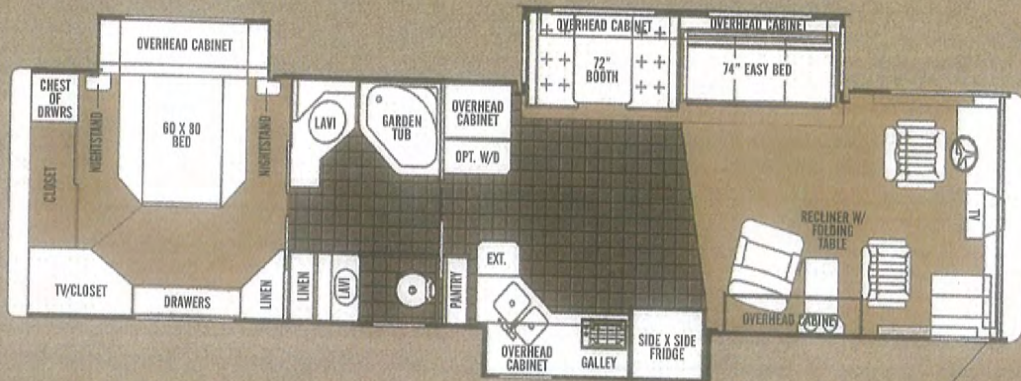 OVERHEAD CABINET
CHEST
OF
DRWRS
NIGHTSTAND
60 X 80
BED
NIGHTSTAND
CLOSET
TV/CLOSET
DRAWERS
LINEN
LAVI
GARDEN
TUB
LINEN
LAVI
OVERHEAD
CABINET
OPT. W/D
PANTRY
EXT.
OVERHEAD
CABINET
GALLEY
SIDE X SIDE
FRIDGE
OVERHEAD CABINET
72"
BOOTH
OVERHEAD CABINET
74" EASY BED
RECLINER W/
FOLDING
TABLE
TV
OVERHEAD CABINET